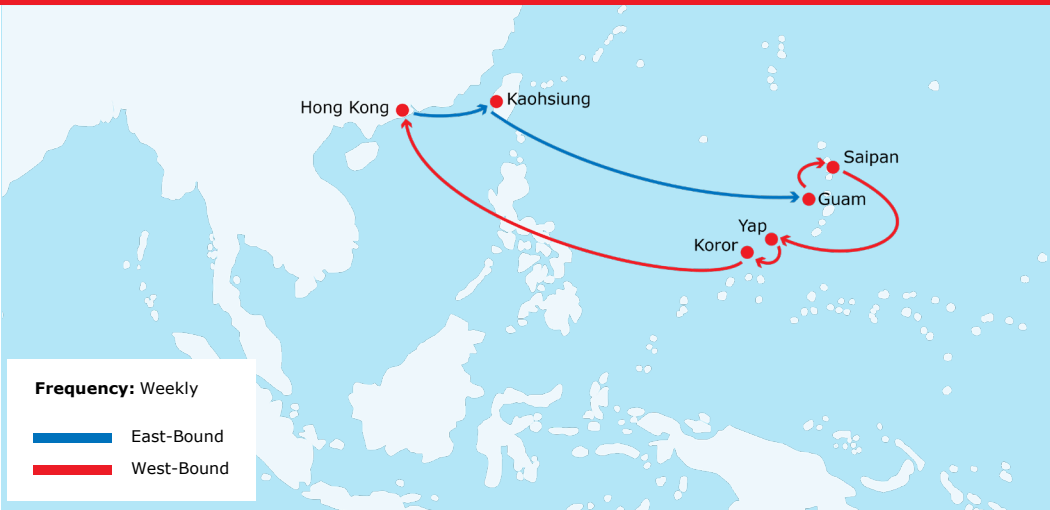 Hong Kong
Kaohsiung
Saipan
Guam
Yap
Koror
Frequency: Weekly
East-Bound
West-Bound